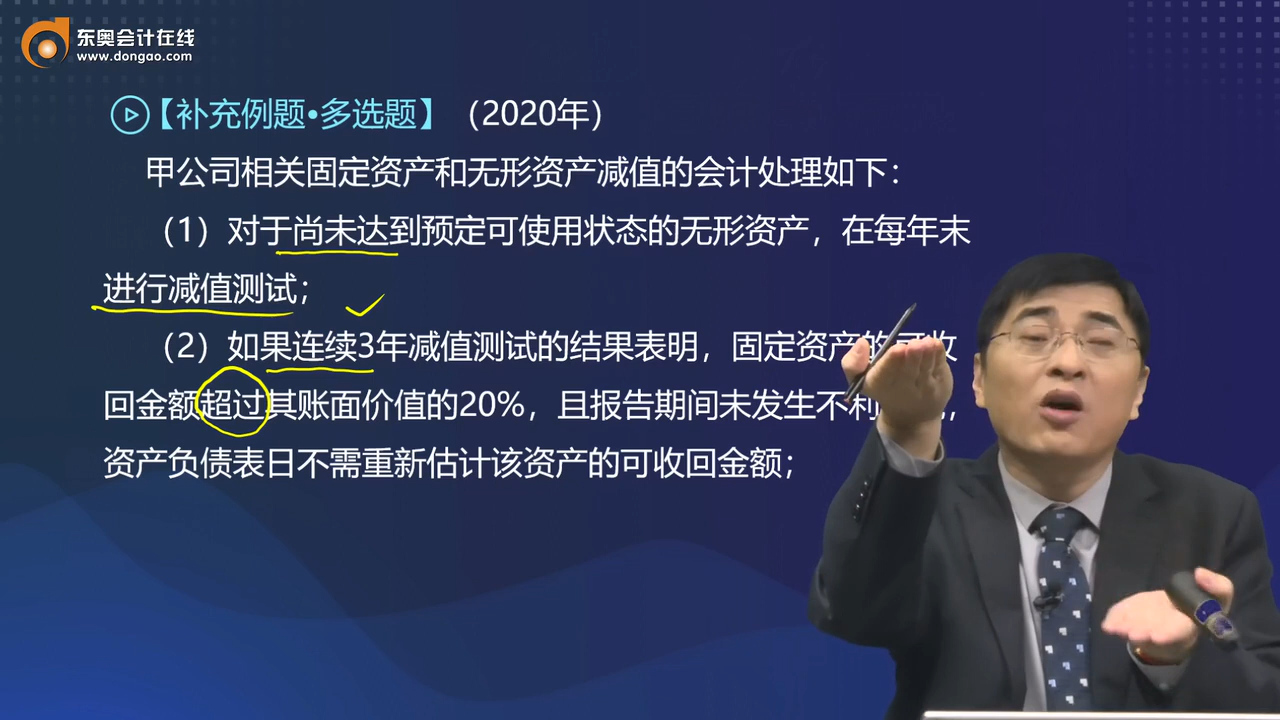 东奥会计在线
www.dongao.com
【补充例题•多选题】（2020年）
甲公司相关固定资产和无形资产减值的会计处理如下：
（1）对于尚未达到预定可使用状态的无形资产，在每年末
进行减值测试；
（2）如果连续3年减值测试的结果表明，固定资产的可收
回金额超过其账面价值的20%，且报告期间未发生不利
资产负债表日不需重新估计该资产的可收回金额；